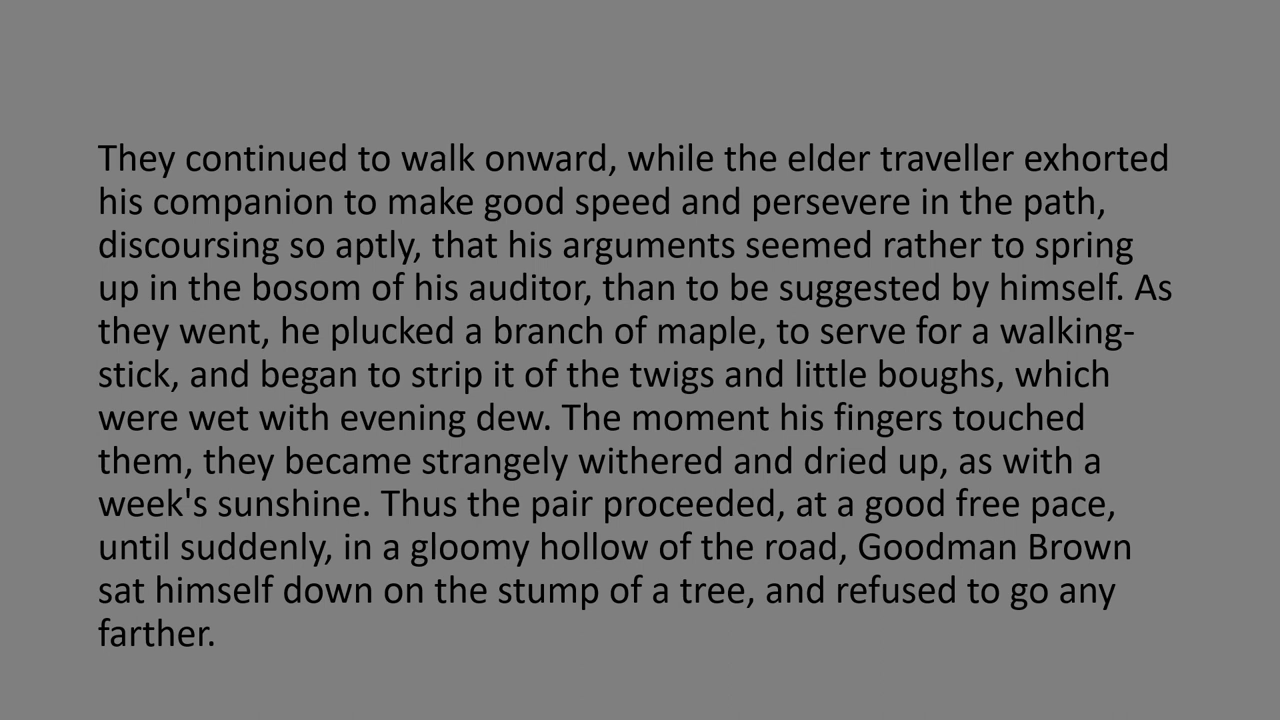 They continued to walk onward, while the elder traveller exhorted
his companion to make good speed and persevere in the path,
discoursing so aptly, that his arguments seemed rather to spring
up in the bosom of his auditor, than to be suggested by himself. As
they went, he plucked a branch of maple, to serve for a walking-
stick, and began to strip it of the twigs and little boughs, which
were wet with evening dew. The moment his fingers touched
them, they became strangely withered and dried up, as with a
week's sunshine. Thus the pair proceeded, at a good free pace,
until suddenly, in a gloomy hollow of the road, Goodman Brown
sat himself down on the stump of a tree, and refused to go any
farther.